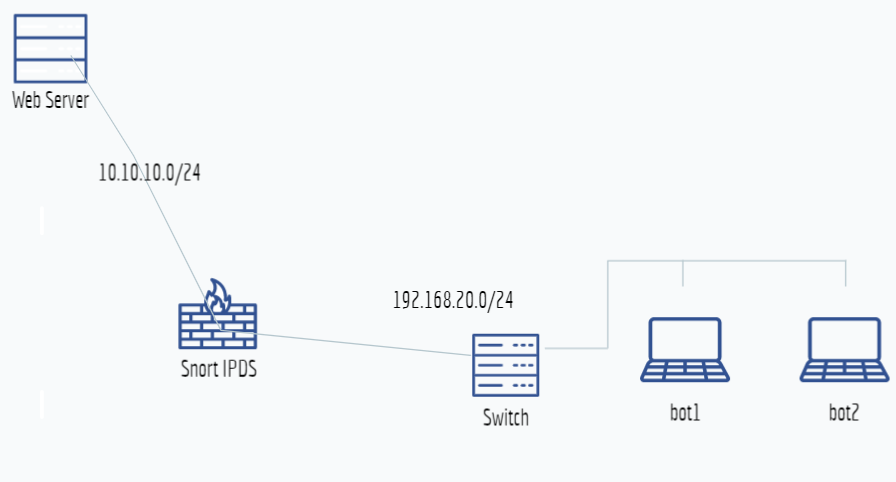 Web Server
10.10.10.0/24
192.168.20.0/24
Snort IPDS
Switch
bot1
bot2